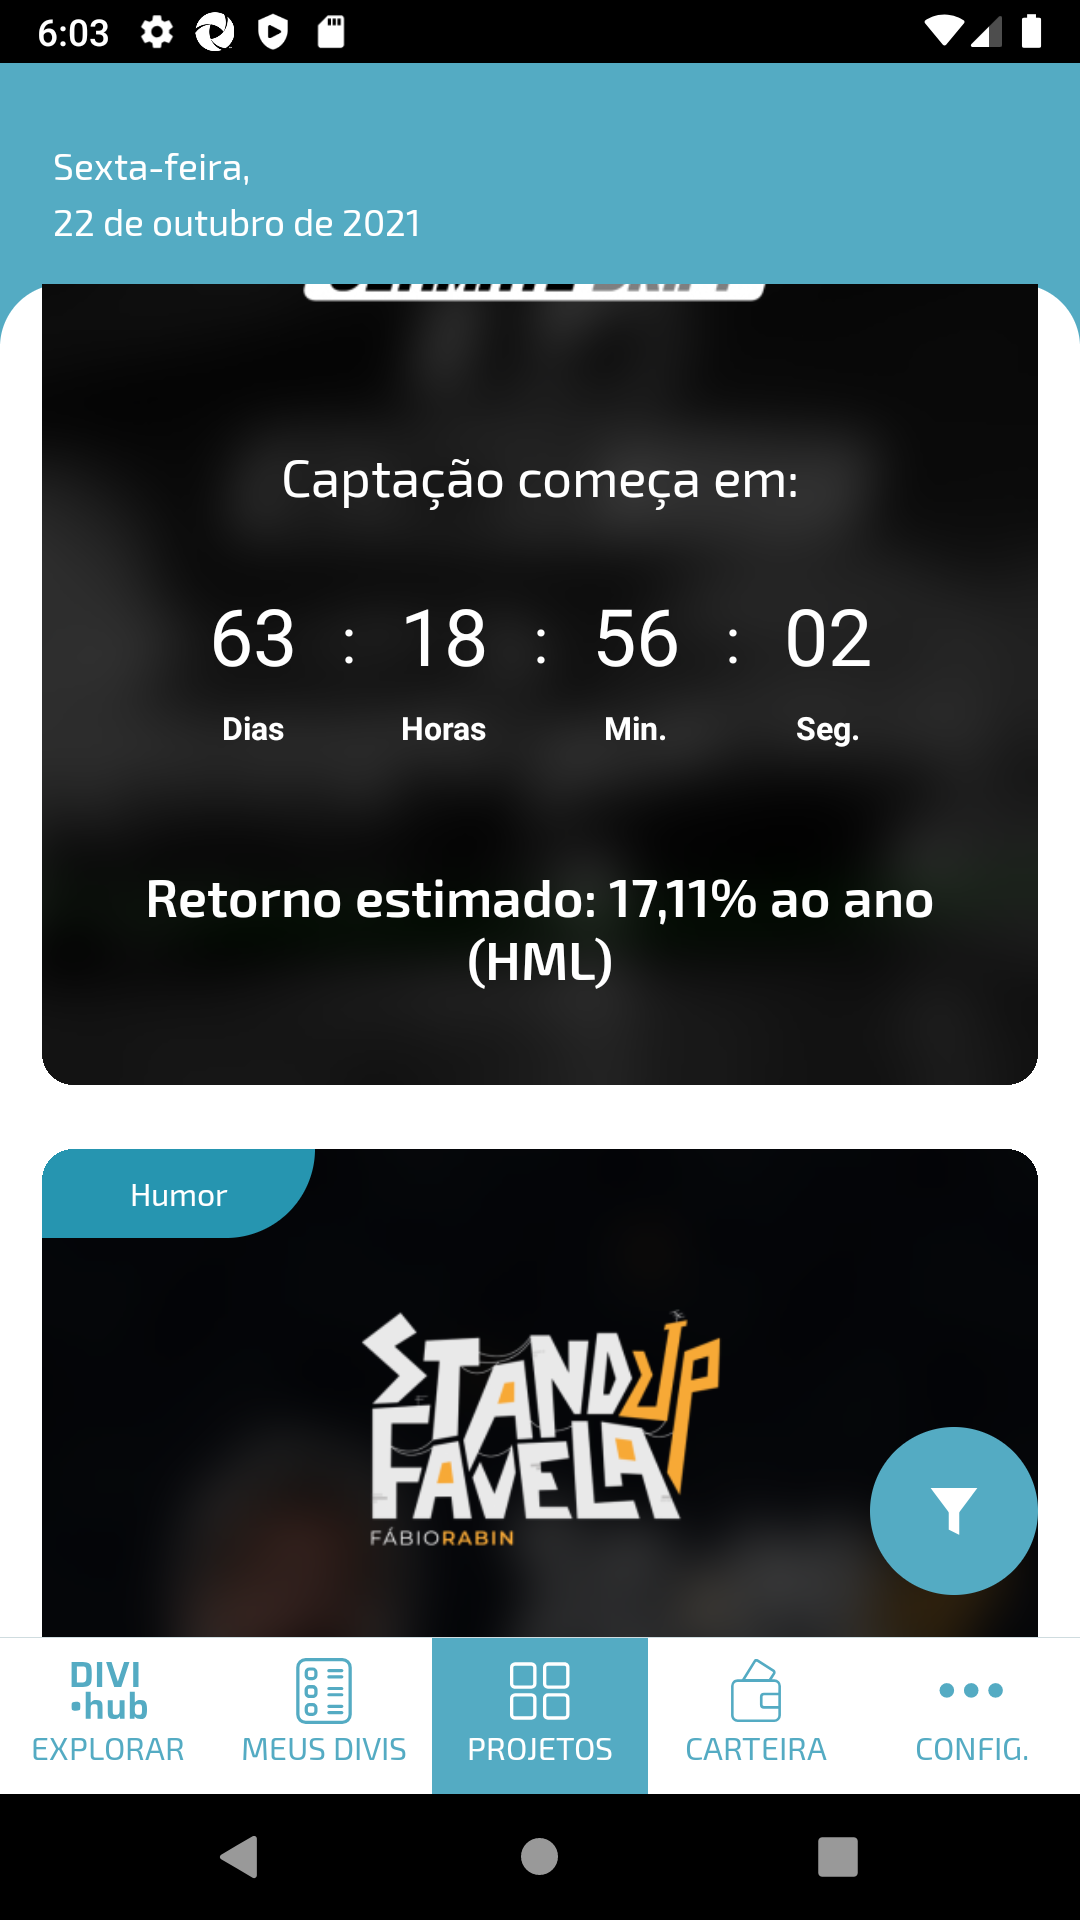 6:03
Sexta-feira,
22 de outubro de 2021
Captação começa em:
63 : 18 : 56 : 02
Dias Horas Min. Seg.
Retorno estimado: 17,11% ao ano
(HML)
Humor
STAND UP
FAVELA
FÁBIORABIN
DIVI
•hub
EXPLORAR MEUS DIVIS PROJETOS CARTEIRA CONFIG.